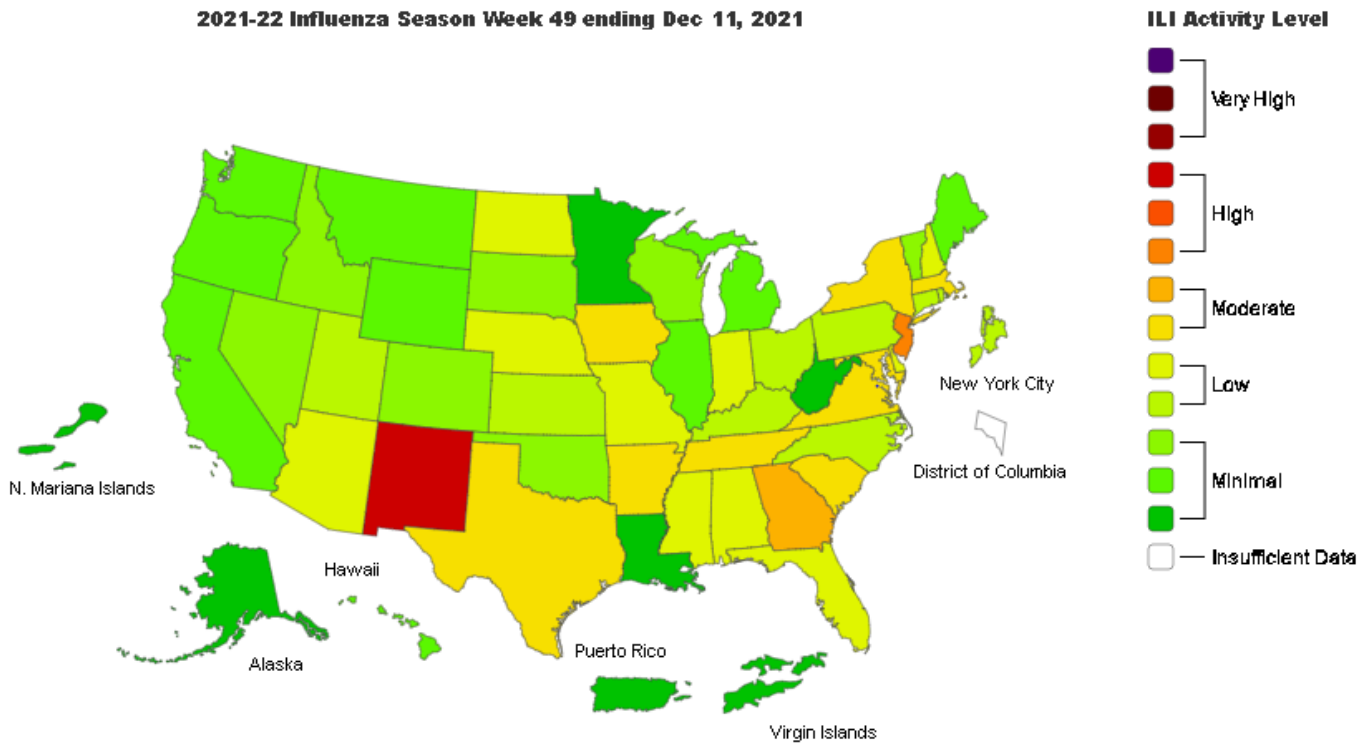 2021-22 Influenza Season Week 49 ending Dec 11, 2021
ILI Activity Level
Very High
High
Moderate
Low
Minimal
Insufficient Data
New York City
District of Columbia
N. Mariana Islands
Hawaii
Alaska
Puerto Rico
Virgin Islands